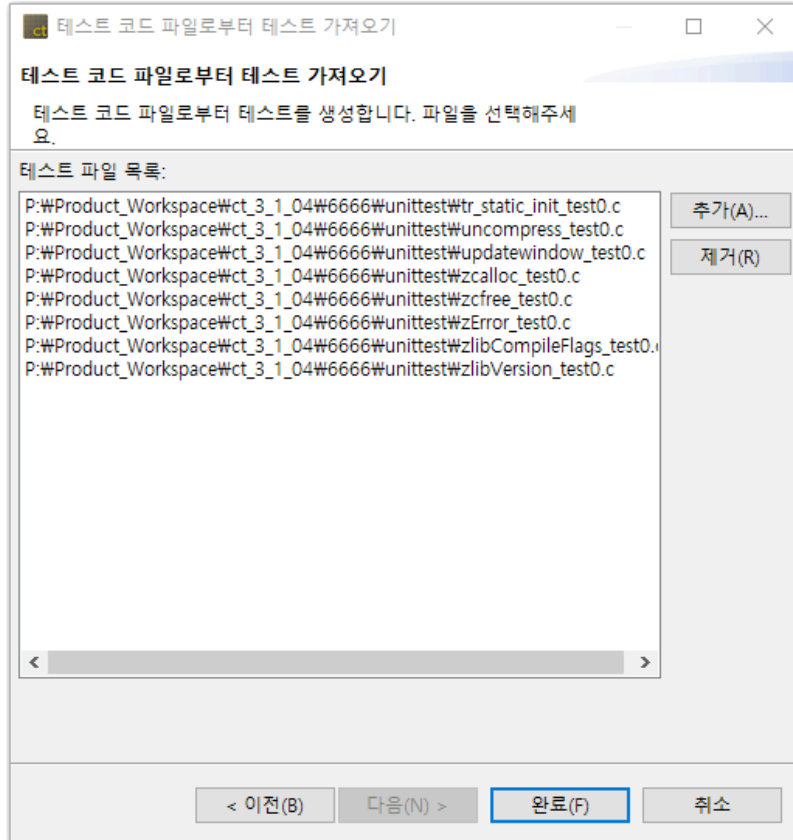 ct 테스트 코드 파일로부터 테스트 가져오기
테스트 코드 파일로부터 테스트 가져오기
테스트 코드 파일로부터 테스트를 생성합니다. 파일을 선택해주세
요.
테스트 파일 목록:
P:₩Product_Workspace₩ct_3_1_04₩6666₩unittest₩tr_static_init_test0.c
P:₩Product_Workspace₩ct_3_1_04₩6666₩unittest₩uncompress_test0.c
P:₩Product_Workspace₩ct_3_1_04₩6666₩unittest₩updatewindow_test0.c
P:₩Product_Workspace₩ct_3_1_04₩6666₩unittest₩zcalloc_test0.c
P:₩Product_Workspace₩ct_3_1_04₩6666₩unittest₩zcfree_test0.c
P:₩Product_Workspace₩ct_3_1_04₩6666₩unittest₩zError_test0.c
P:₩Product_Workspace₩ct_3_1_04₩6666₩unittest₩zlibCompileFlags_test0.
P:₩Product_Workspace₩ct_3_1_04₩6666₩unittest₩zlibVersion_test0.c
추가(A)...
제거(R)
< 이전(B)
다음(N) >
완료(F)
취소